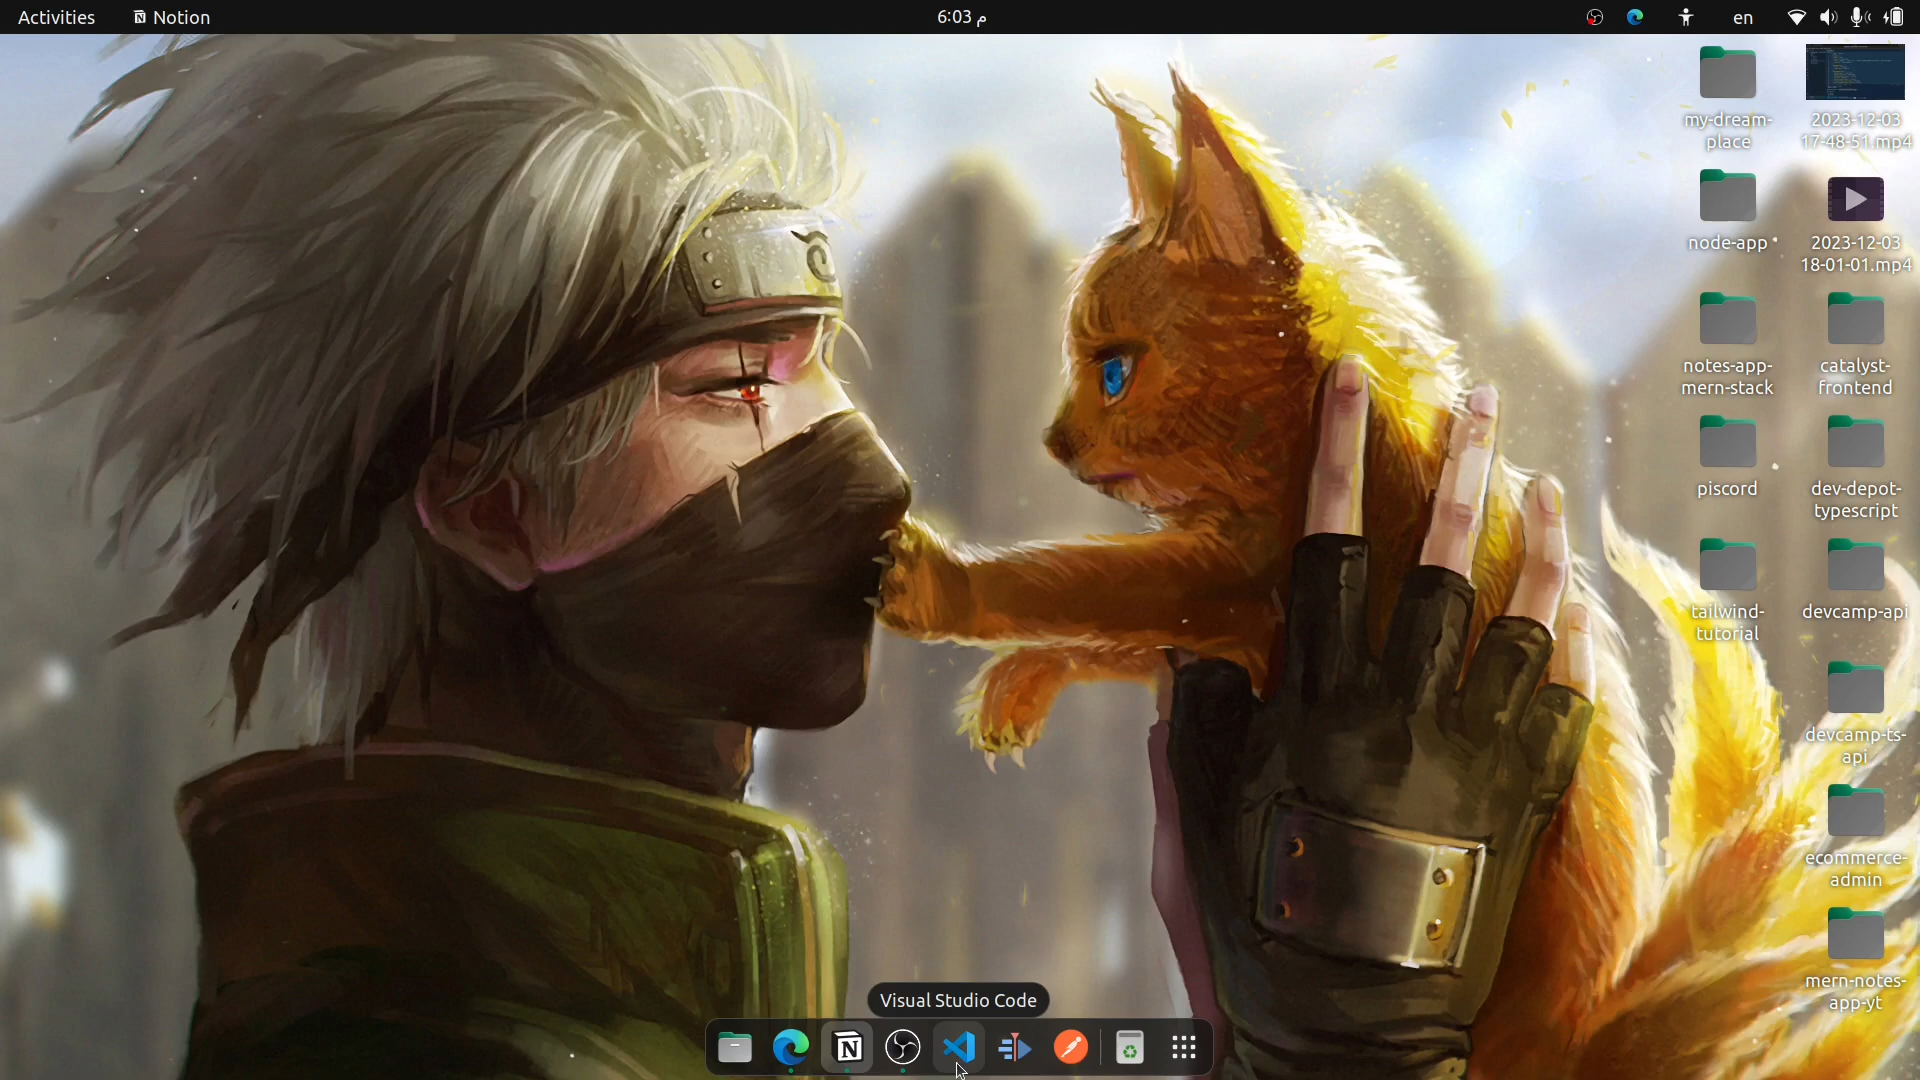 Activities
Notion
6:03 م
en
my-dream-
place
2023-12-03
17-48-51.mp4
node-app
2023-12-03
18-01-01.mp4
notes-app-
mern-stack
catalyst-
frontend
piscord
dev-depot-
typescript
tailwind-
tutorial
devcamp-api
devcamp-ts-
api
ecommerce-
admin
mern-notes-
app-yt
Visual Studio Code